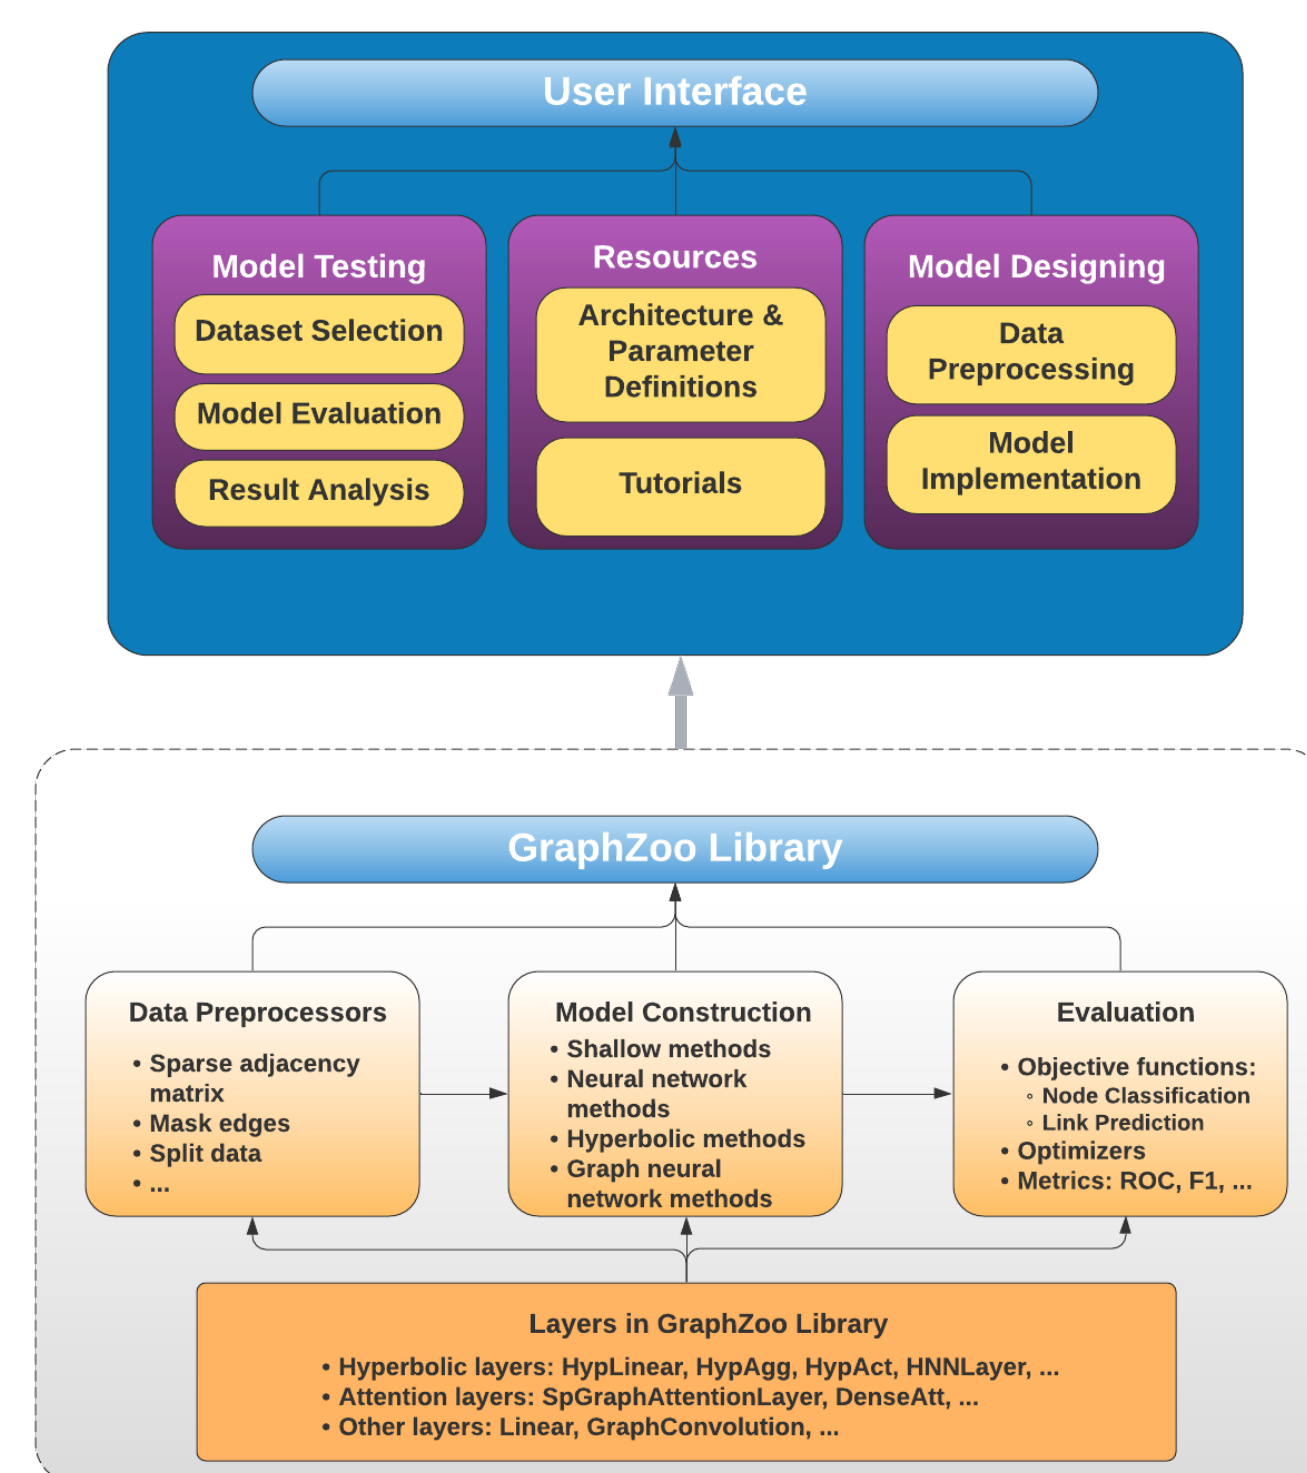 User Interface
Model Testing
Dataset Selection
Model Evaluation
Result Analysis
Resources
Architecture &
Parameter
Definitions
Tutorials
Model Designing
Data
Preprocessing
Model
Implementation
GraphZoo Library
Data Preprocessors
• Sparse adjacency
matrix
• Mask edges
• Split data
• ...
Model Construction
• Shallow methods
• Neural network
methods
• Hyperbolic methods
• Graph neural
network methods
Evaluation
• Objective functions:
◦ Node Classification
◦ Link Prediction
• Optimizers
• Metrics: ROC, F1, ...
Layers in GraphZoo Library
• Hyperbolic layers: HypLinear, HypAgg, HypAct, HNNLayer, ...
• Attention layers: SpGraphAttentionLayer, DenseAtt, ...
• Other layers: Linear, GraphConvolution, ...